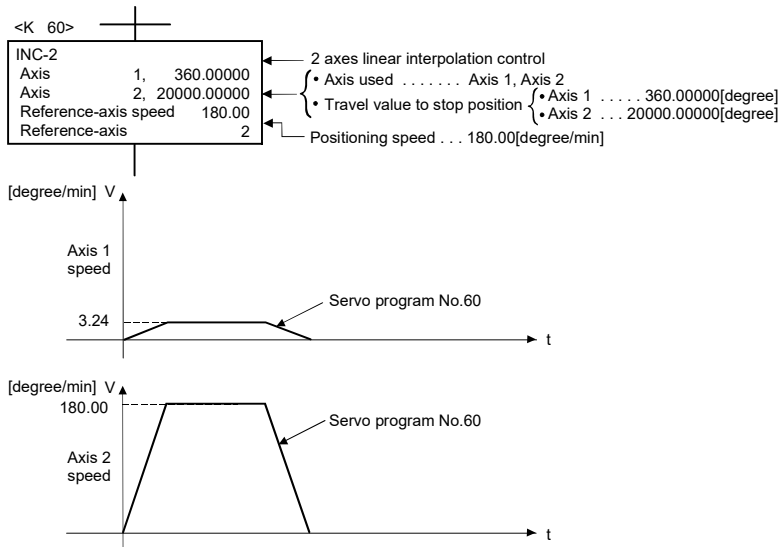 <K 60>
INC-2
Axis 1, 360.00000
Axis 2, 20000.00000
Reference-axis speed 180.00
Reference-axis 2
2 axes linear interpolation control
• Axis used . . . . . . . Axis 1, Axis 2
• Travel value to stop position
• Axis 1 . . . . . 360.00000[degree]
• Axis 2 . . . 20000.00000[degree]
Positioning speed . . . 180.00[degree/min]
[degree/min] V
Axis 1
speed
3.24
Servo program No.60
t
[degree/min] V
180.00
Servo program No.60
Axis 2
speed
t